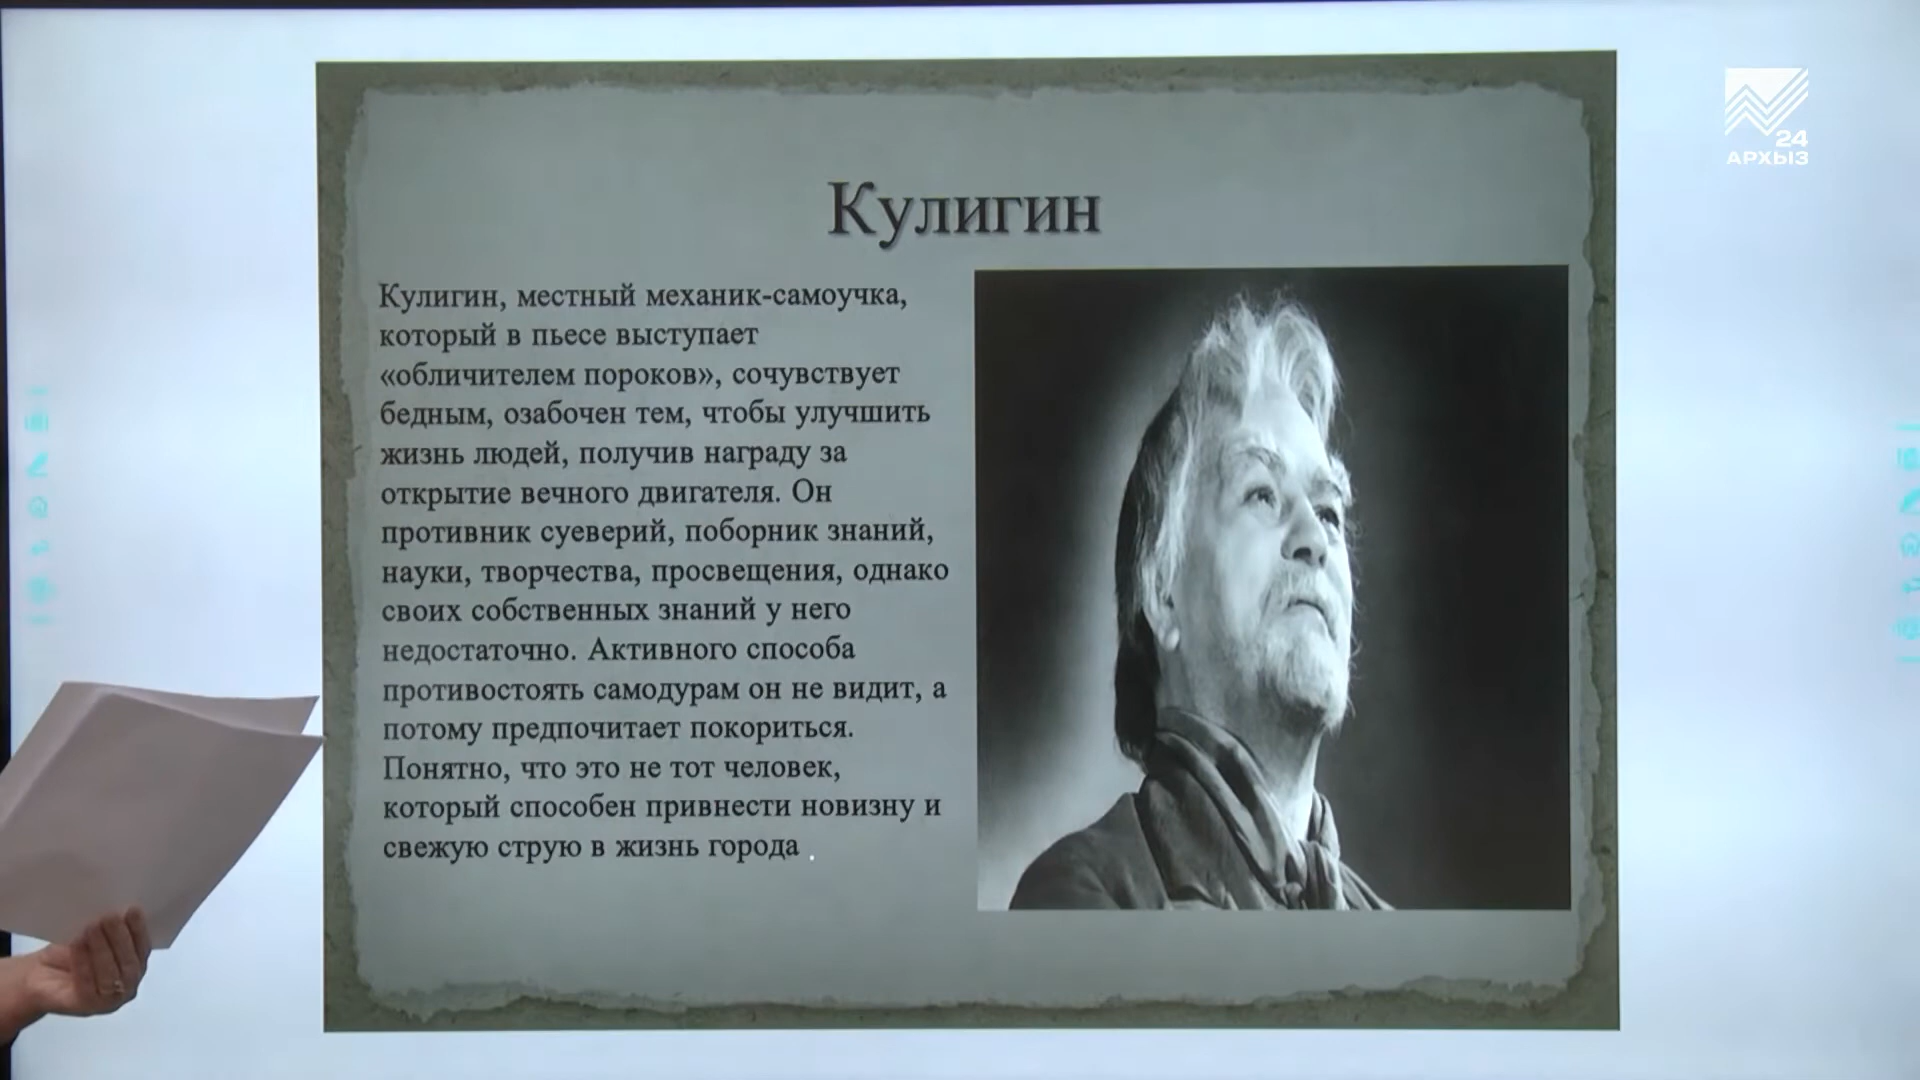 24
АРХЫЗ
Кулигин
Кулигин, местный механик-самоучка,
который в пьесе выступает
«обличителем пороков», сочувствует
бедным, озабочен тем, чтобы улучшить
жизнь людей, получив награду за
открытие вечного двигателя. Он
противник суеверий, поборник знаний,
науки, творчества, просвещения, однако
своих собственных знаний у него
недостаточно. Активного способа
противостоять самодурам он не видит, а
потому предпочитает покориться.
Понятно, что это не тот человек,
который способен привнести новизну и
свежую струю в жизнь города .